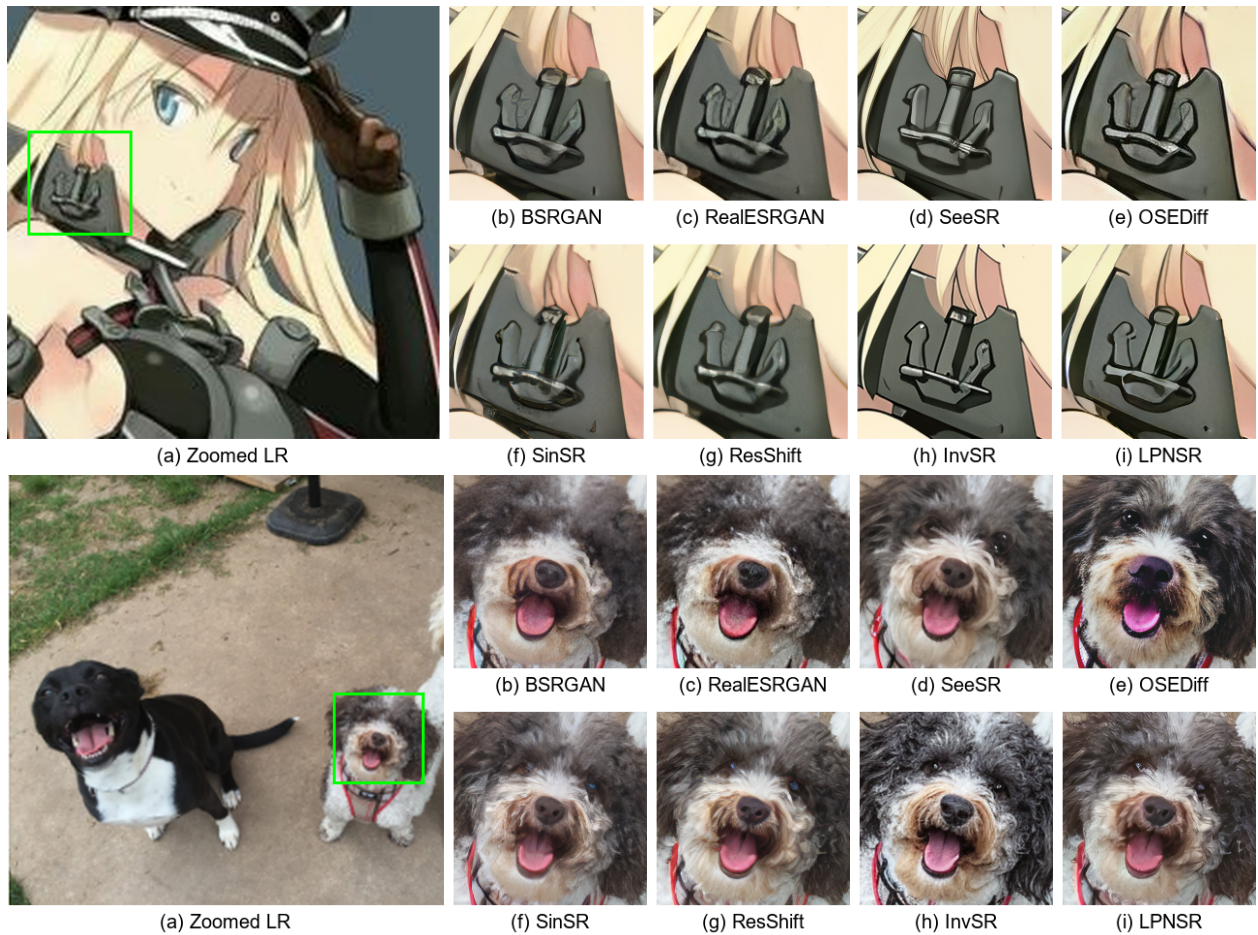 (b) BSRGAN
(c) RealESRGAN
(d) SeeSR
(e) OSEDiff
(a) Zoomed LR
(f) SinSR
(g) ResShift
(h) InvSR
(i) LPNSR
(b) BSRGAN
(c) RealESRGAN
(d) SeeSR
(e) OSEDiff
(a) Zoomed LR
(f) SinSR
(g) ResShift
(h) InvSR
(i) LPNSR